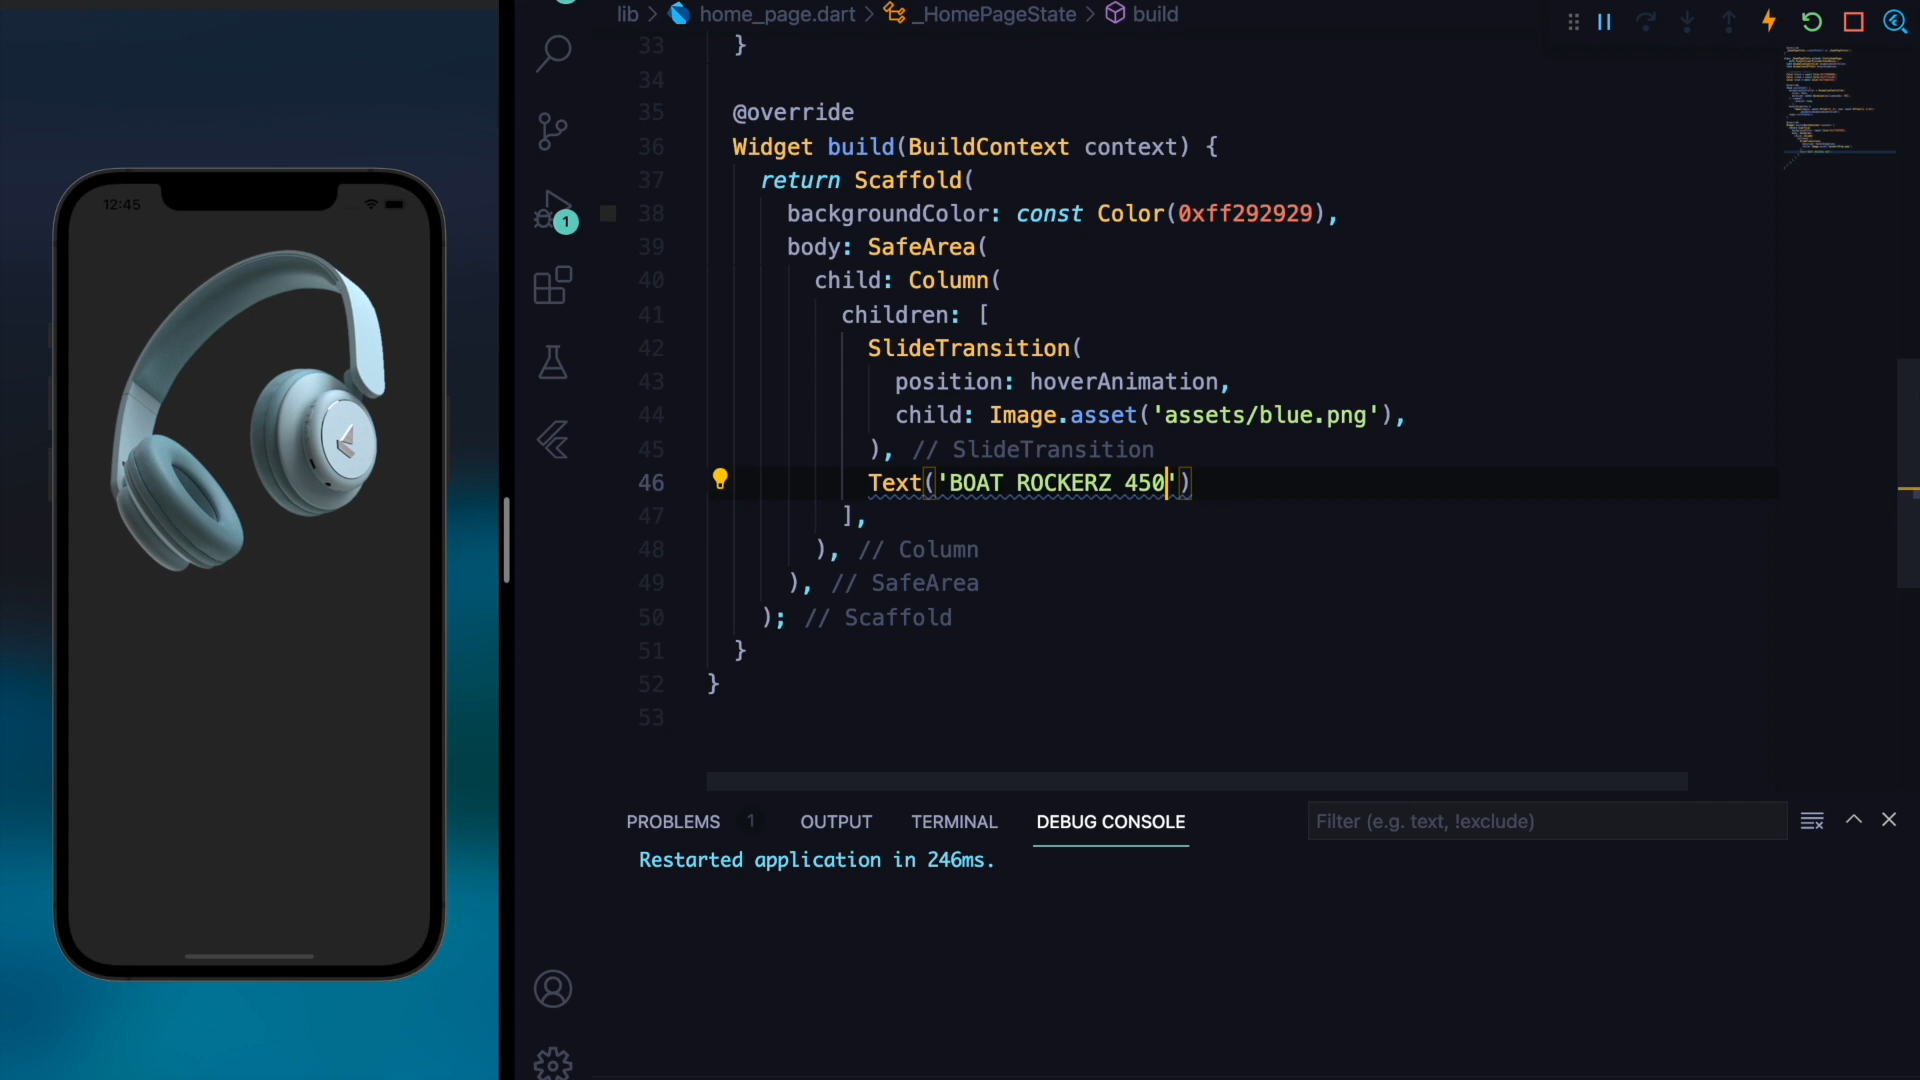 12:45
lib > home_page.dart > _HomePageState > build
33 }
34
35 @override
36 Widget build(BuildContext context) {
37 return Scaffold(
38 backgroundColor: const Color(0xff292929),
39 body: SafeArea(
40 child: Column(
41 children: [
42 SlideTransition(
43 position: hoverAnimation,
44 child: Image.asset('assets/blue.png'),
45 ), // SlideTransition
46 Text('BOAT ROCKERZ 450')
47 ],
48 ), // Column
49 ), // SafeArea
50 ); // Scaffold
51 }
52 }
53
1
PROBLEMS 1 OUTPUT TERMINAL DEBUG CONSOLE Filter (e.g. text, !exclude)
Restarted application in 246ms.